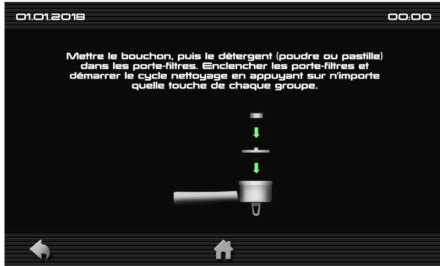 01.01.2018
00:00
Mettre le bouchon, puis le détergent (poudre ou pastille)
dans les porte-filtres. Enclencher les porte-filtres et
démarrer le cycle nettoyage en appuyant sur n'importe
quelle touche de chaque groupe.